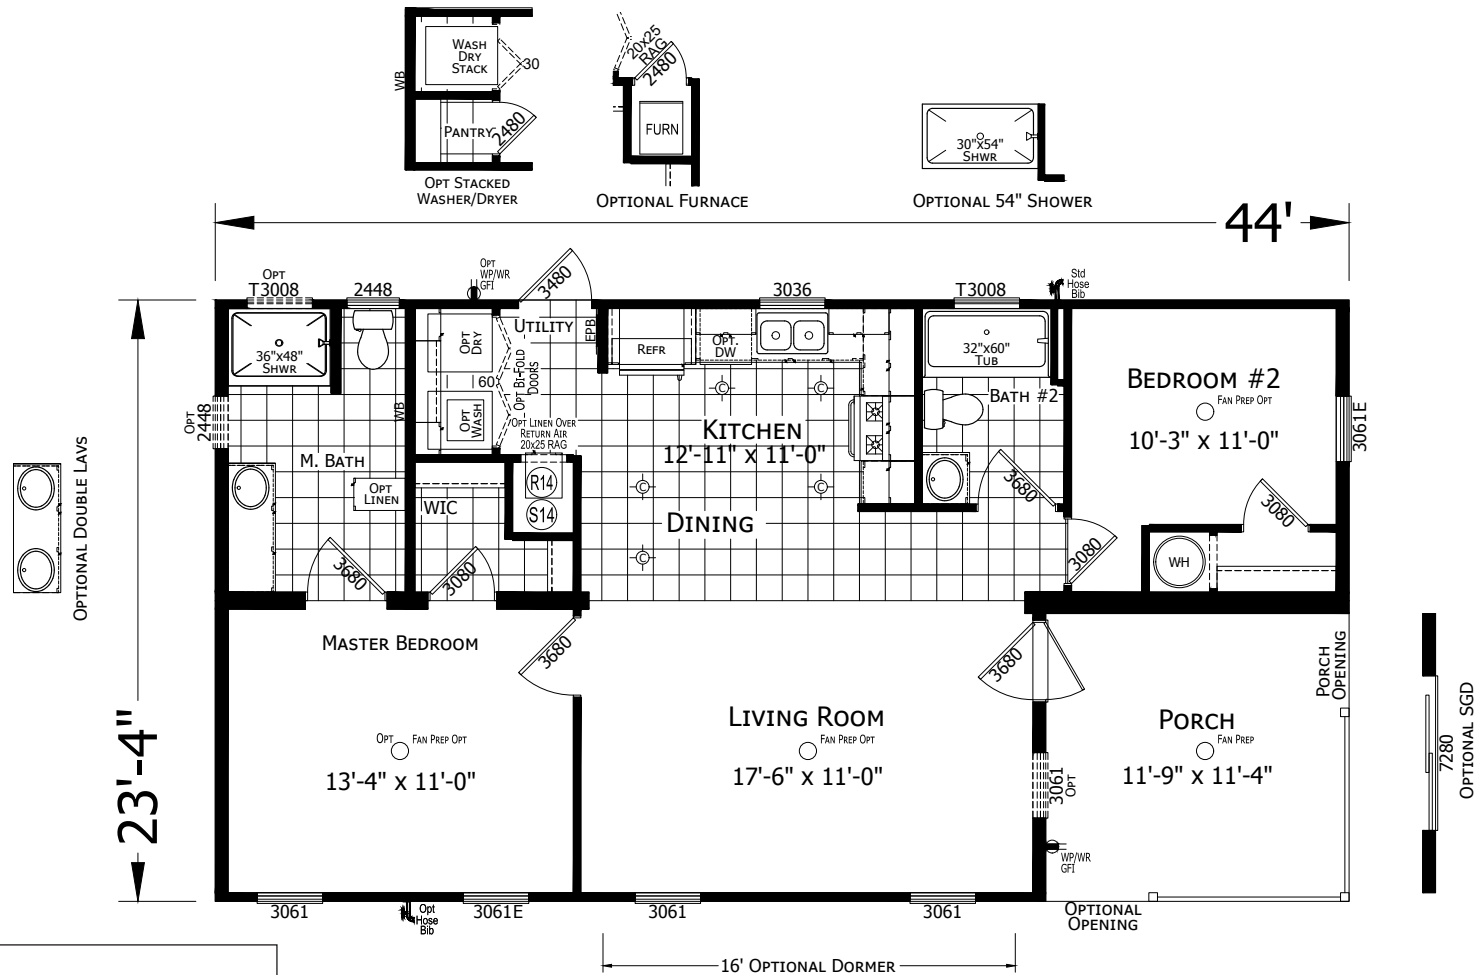 WASH
DRY
STACK
30
WB
PANTRY
2480
OPT STACKED
WASHER/DRYER
20x25
RAG
2480
FURN
OPTIONAL FURNACE
30"x54"
SHWR
OPTIONAL 54" SHOWER
44'
23'-4"
OPT
T3008
2448
OPT
WP/WR
GFI
3480
3036
T3008
Std
Hose
Bib
36"x48"
SHWR
OPT
2448
M. BATH
OPT
LINEN
WB
3680
OPTIONAL DOUBLE LAVS
OPT
DRY
OPT
WASH
60
OPT BI-FOLD
DOORS
UTILITY
EPB
OPT LINEN OVER
RETURN AIR
20x25 RAG
R14
S14
WIC
3080
REFR
OPT.
DW
KITCHEN
12'-11" x 11'-0"
C
C
C
C
C
DINING
32"x60"
TUB
BATH #2
3680
3080
BEDROOM #2
FAN PREP OPT
10'-3" x 11'-0"
3061E
3080
WH
MASTER BEDROOM
3680
OPT
FAN PREP OPT
13'-4" x 11'-0"
LIVING ROOM
FAN PREP OPT
17'-6" x 11'-0"
3680
3061
OPT
WP/WR
GFI
PORCH
FAN PREP
11'-9" x 11'-4"
PORCH
OPENING
7280
OPTIONAL SGD
3061
Opt
Hose
Bib
3061E
3061
3061
OPTIONAL
OPENING
16' OPTIONAL DORMER